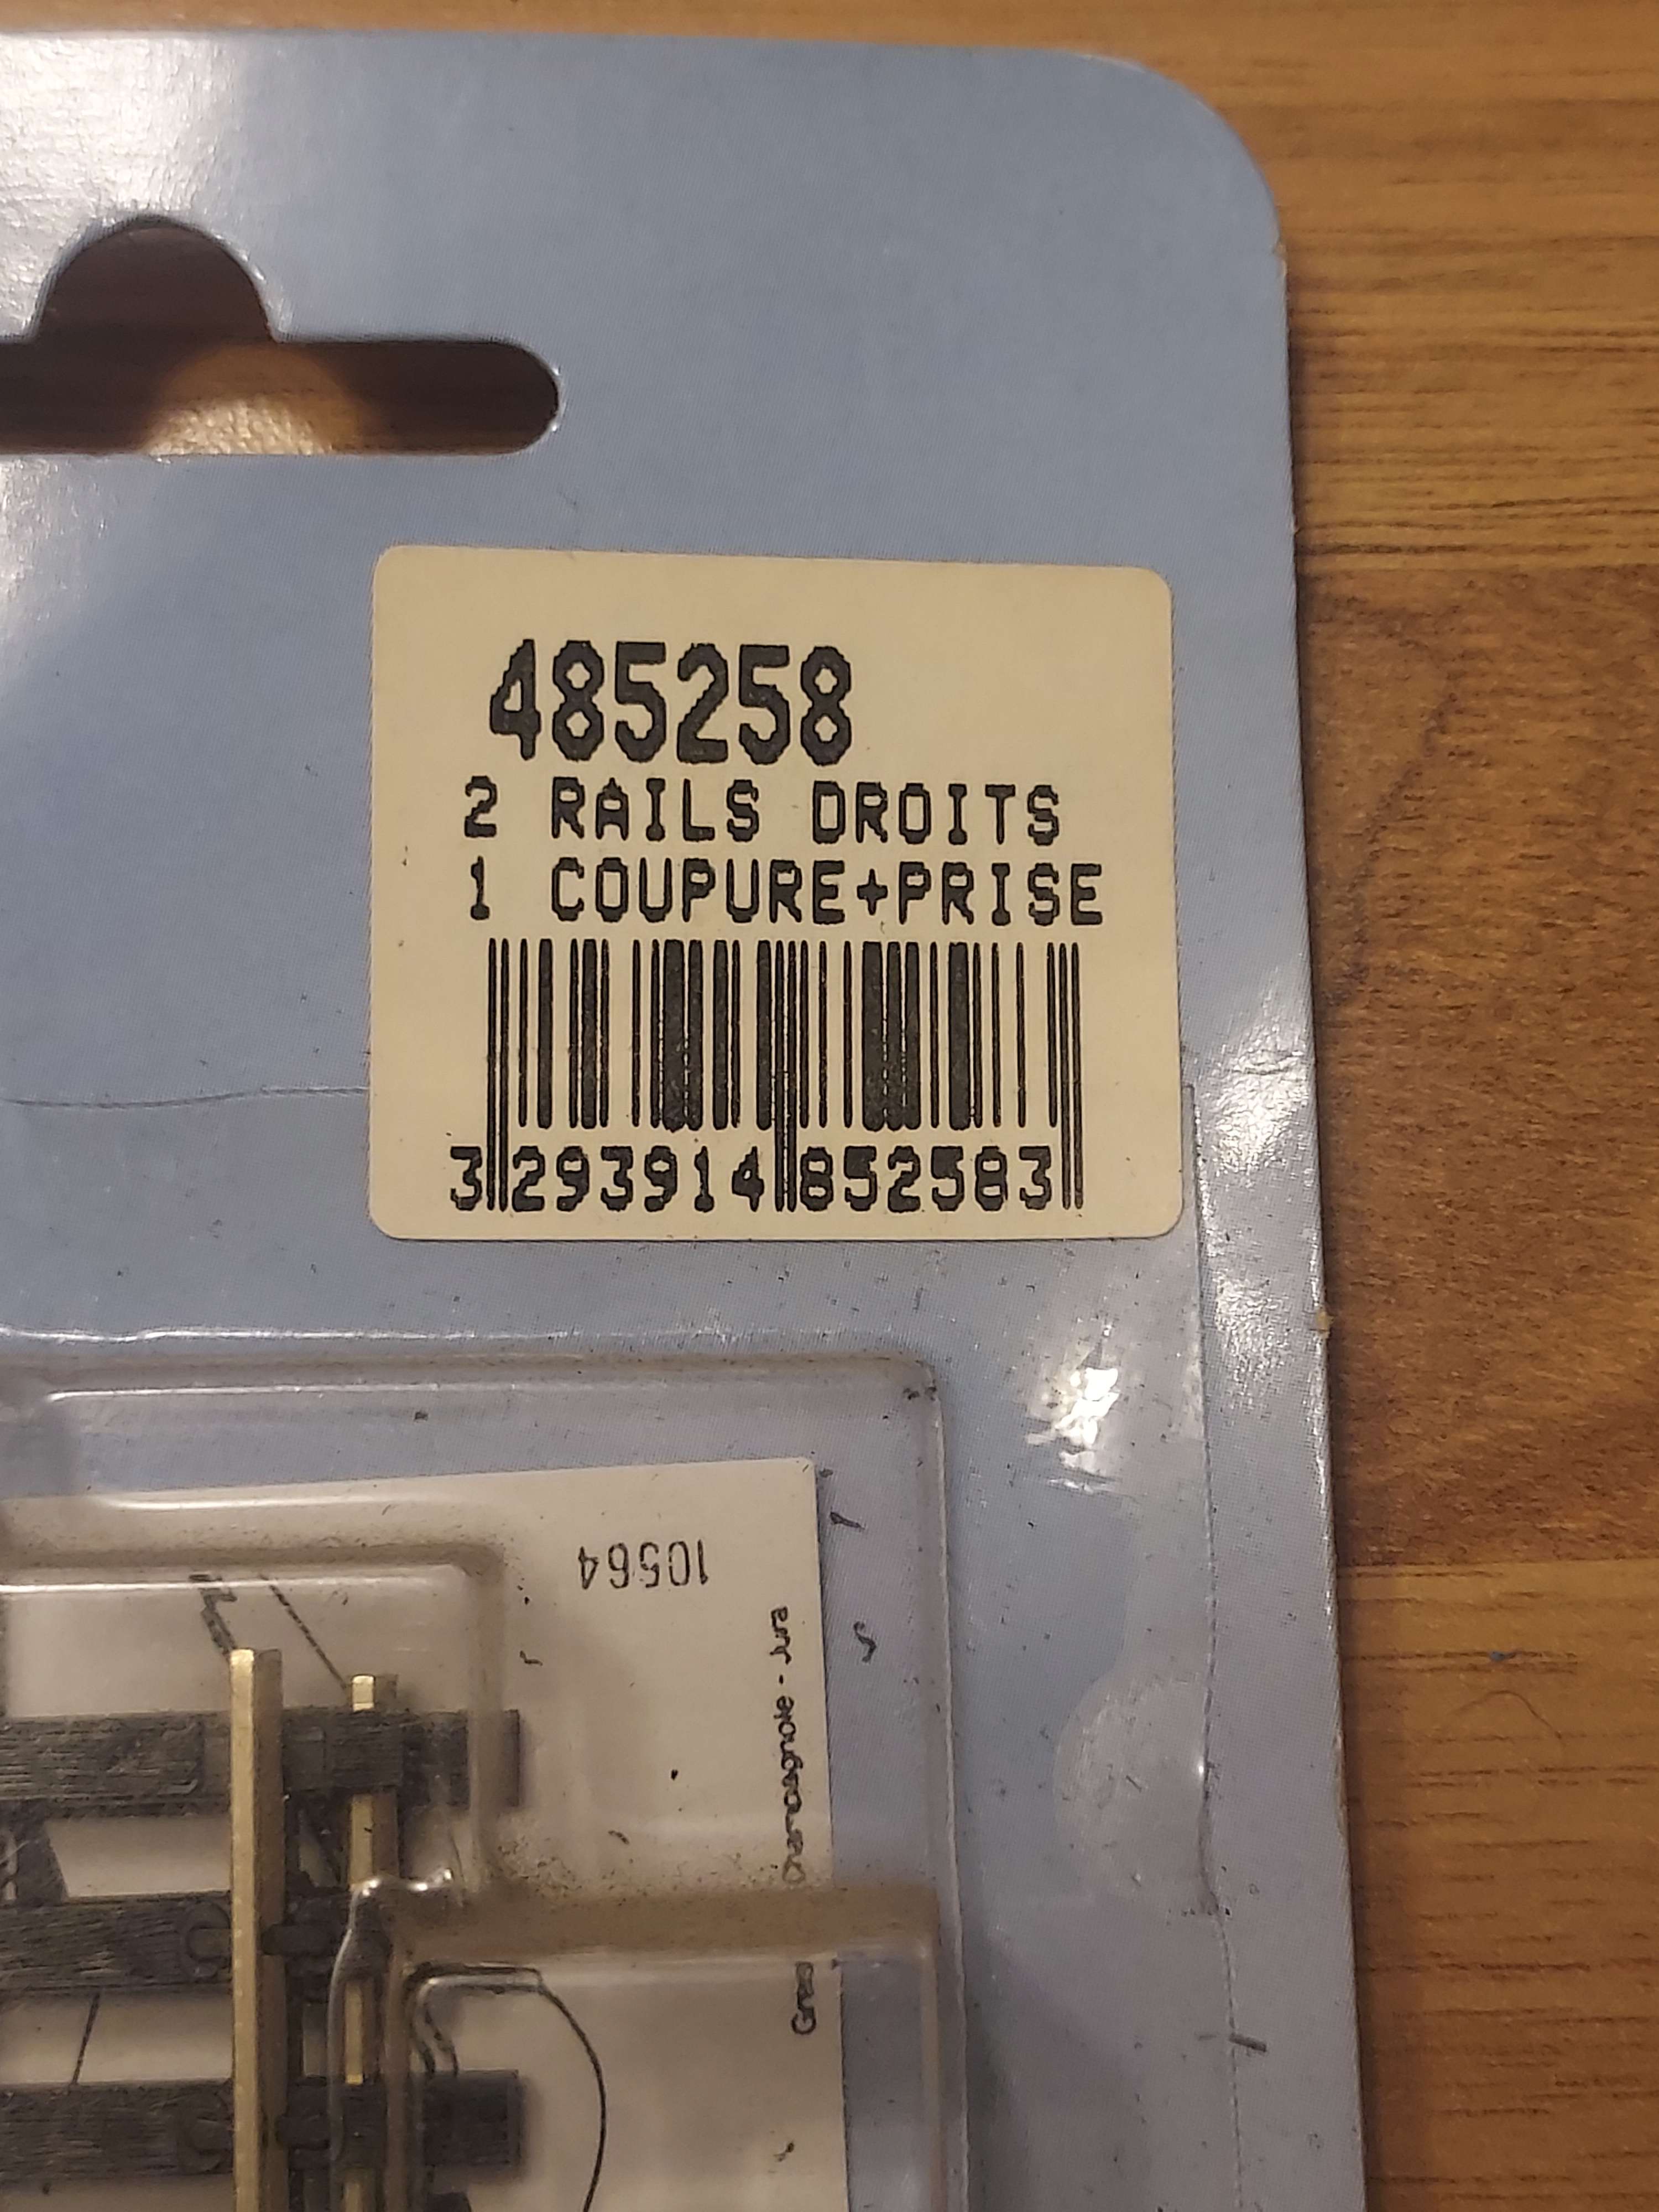 485258
2 RAILS DROITS
1 COUPURE+PRISE
3 293914 852583
10564
Champagnole - Jura